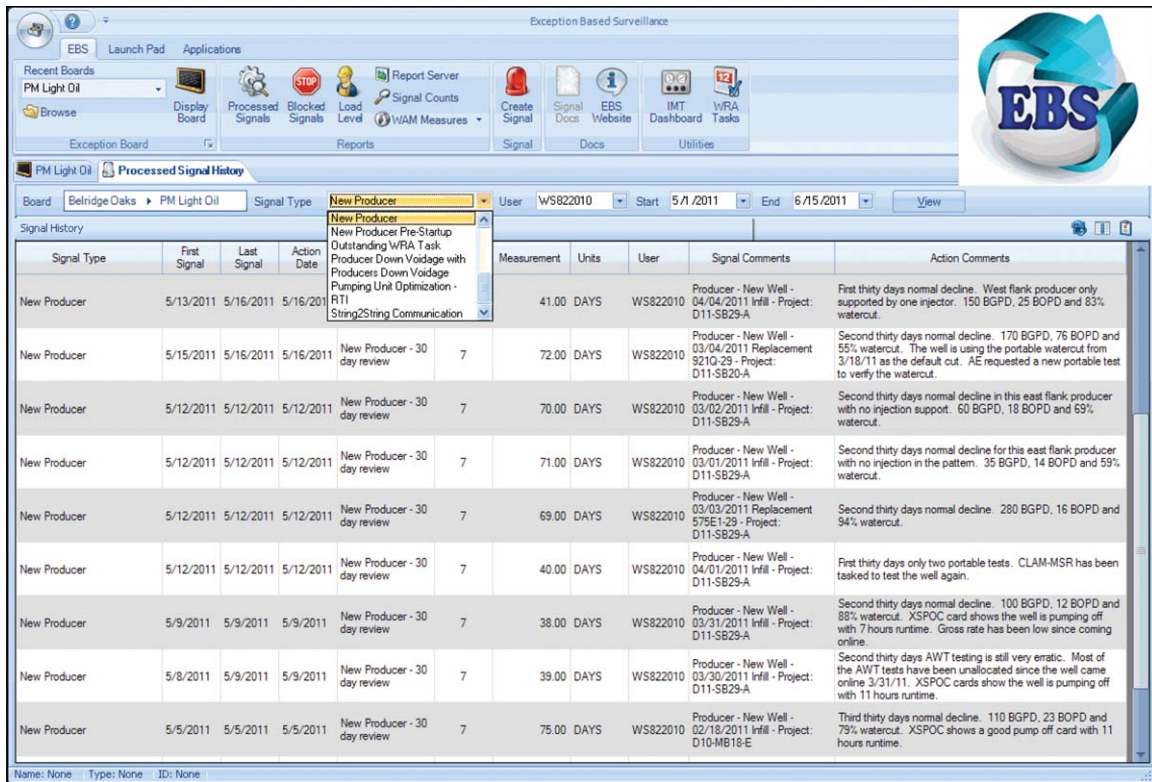 Exception Based Surveillance
EBS Launch Pad Applications
Recent Boards
PM Light Oil
Browse
Display Board
Exception Board
Processed Signals
Blocked Signals
Load Level
Report Server
Signal Counts
WAM Measures
Reports
Create Signal
Signal
Signal Docs
EBS Website
Docs
IMT Dashboard
WRA Tasks
Utilities
EBS
PM Light Oil Processed Signal History
Board Belridge Oaks PM Light Oil Signal Type New Producer User WS822010 Start 5/1/2011 End 6/15/2011 View
New Producer
New Producer Pre-Startup
Outstanding WRA Task
Producer Down Voidage with
Producers Down Voidage
Pumping Unit Optimization -
RTI
String2String Communication
Signal History
Signal Type First Signal Last Signal Action Date Measurement Units User Signal Comments Action Comments
New Producer 5/13/2011 5/16/2011 5/16/201 41.00 DAYS WS822010
Producer - New Well -
04/04/2011 Infill - Project:
D11-SB29-A
First thirty days normal decline. West flank producer only
supported by one injector. 150 BGPD, 25 BOPD and 83%
watercut.
New Producer 5/15/2011 5/16/2011 5/16/2011 New Producer - 30 day review 7 72.00 DAYS WS822010
Producer - New Well -
03/04/2011 Replacement
921Q-29 - Project:
D11-SB20-A
Second thirty days normal decline. 170 BGPD, 76 BOPD and
55% watercut. The well is using the portable watercut from
3/18/11 as the default cut. AE requested a new portable test
to verify the watercut.
New Producer 5/12/2011 5/12/2011 5/12/2011 New Producer - 30 day review 7 70.00 DAYS WS822010
Producer - New Well -
03/02/2011 Infill - Project:
D11-SB29-A
Second thirty days normal decline in this east flank producer
with no injection support. 60 BGPD, 18 BOPD and 69%
watercut.
New Producer 5/12/2011 5/12/2011 5/12/2011 New Producer - 30 day review 7 71.00 DAYS WS822010
Producer - New Well -
03/01/2011 Infill - Project:
D11-SB29-A
Second thirty days normal decline for this east flank producer
with no injection in the pattern. 35 BGPD, 14 BOPD and 59%
watercut.
New Producer 5/12/2011 5/12/2011 5/12/2011 New Producer - 30 day review 7 69.00 DAYS WS822010
Producer - New Well -
03/03/2011 Replacement
575E1-29 - Project:
D11-SB29-A
Second thirty days normal decline. 280 BGPD, 16 BOPD and
94% watercut.
New Producer 5/12/2011 5/12/2011 5/12/2011 New Producer - 30 day review 7 40.00 DAYS WS822010
Producer - New Well -
04/01/2011 Infill - Project:
D11-SB29-A
First thirty days only two portable tests. CLAM-MSR has been
tasked to test the well again.
New Producer 5/9/2011 5/9/2011 5/9/2011 New Producer - 30 day review 7 38.00 DAYS WS822010
Producer - New Well -
03/31/2011 Infill - Project:
D11-SB29-A
Second thirty days normal decline. 100 BGPD, 12 BOPD and
88% watercut. XSPOC card shows the well is pumping off
with 7 hours runtime. Gross rate has been low since coming
online.
New Producer 5/8/2011 5/9/2011 5/9/2011 New Producer - 30 day review 7 39.00 DAYS WS822010
Producer - New Well -
03/30/2011 Infill - Project:
D11-SB29-A
Second thirty days AWT testing is still very erratic. Most of
the AWT tests have been unallocated since the well came
online 3/31/11. XSPOC cards show the well is pumping off
with 11 hours runtime.
New Producer 5/5/2011 5/5/2011 5/5/2011 New Producer - 30 day review 7 75.00 DAYS WS822010
Producer - New Well -
02/18/2011 Infill - Project:
D10-MB18-E
Third thirty days normal decline. 110 BGPD, 23 BOPD and
79% watercut. XSPOC shows a good pump off card with 11
hours runtime.
Name: None Type: None ID: None